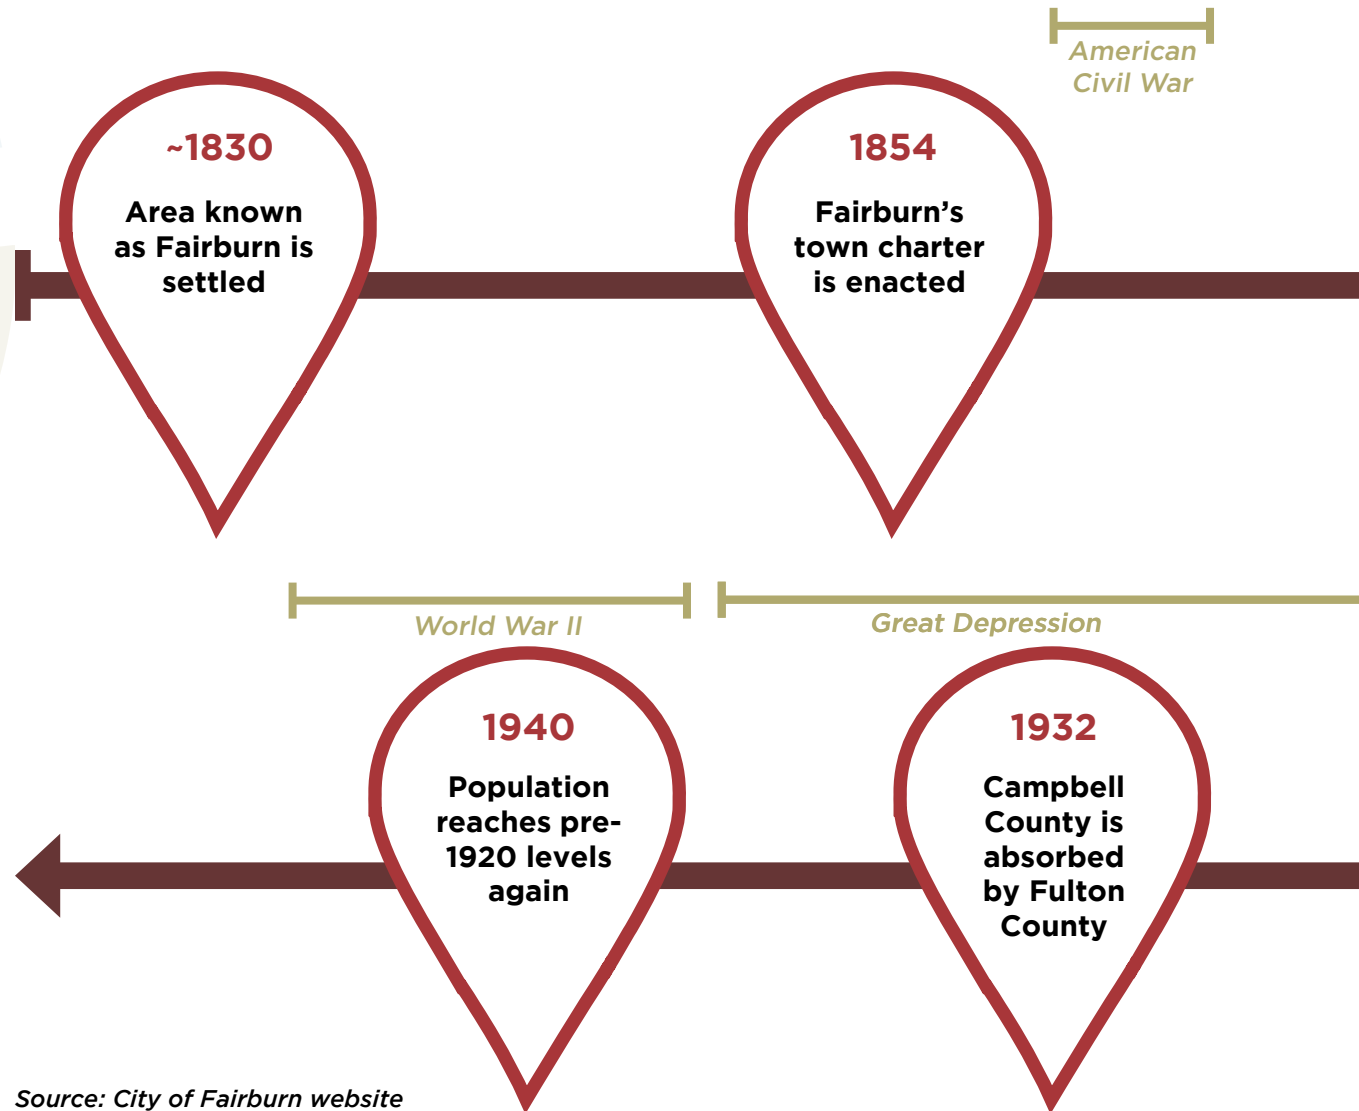 American
Civil War
~1830
Area known
as Fairburn is
settled
1854
Fairburn’s
town charter
is enacted
World War II
Great Depression
1940
Population
reaches pre-
1920 levels
again
1932
Campbell
County is
absorbed
by Fulton
County
Source: City of Fairburn website